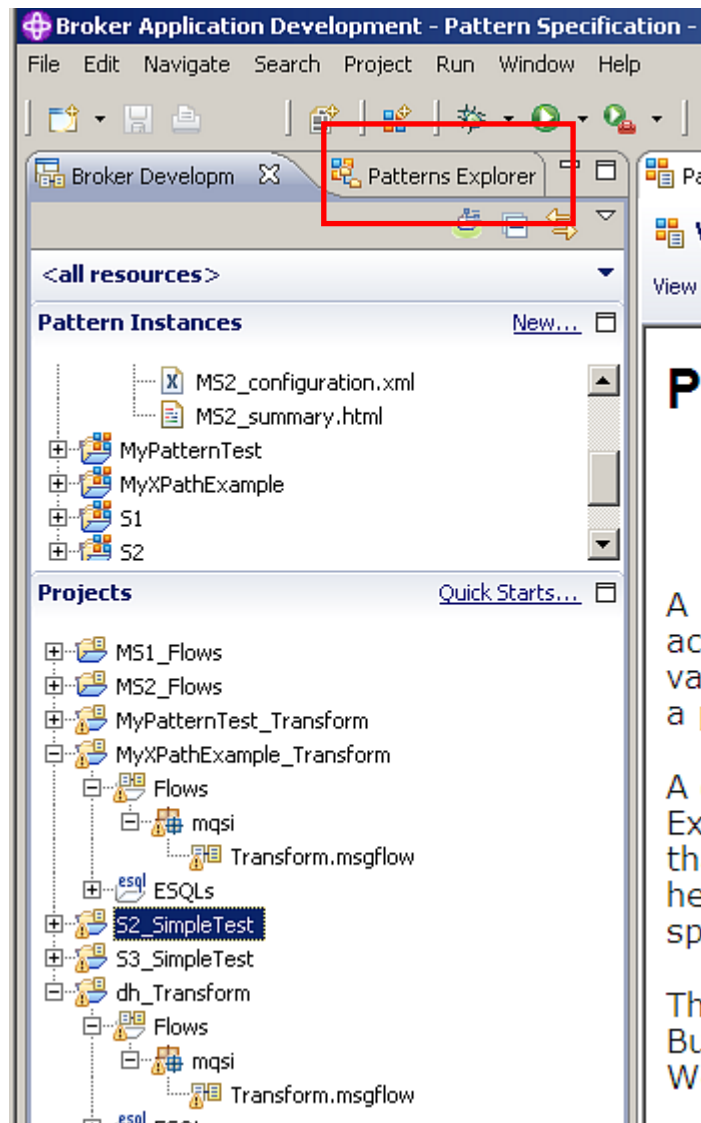 Broker Application Development - Pattern Specification -
File Edit Navigate Search Project Run Window Help
Broker Developm Patterns Explorer
<all resources>
View
Pattern Instances New...
MS2_configuration.xml
MS2_summary.html
MyPatternTest
MyXPathExample
S1
S2
Projects Quick Starts...
A
MS1_Flows
ac
MS2_Flows
va
MyPatternTest_Transform
a
MyXPathExample_Transform
Flows
A
mqsi
Ex
Transform.msgflow
th
esql ESQLs
he
S2_SimpleTest
sp
S3_SimpleTest
dh_Transform
Th
Flows
Bu
mqsi
W
Transform.msgflow
esql